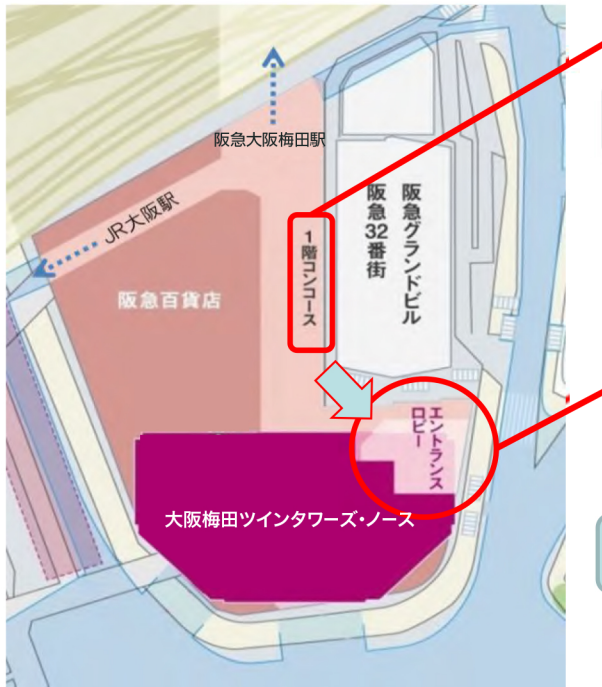 阪急大阪梅田駅
JR大阪駅
阪急百貨店
1階コンコース
阪急グランドビル
阪急32番街
エントランス
ロビー
大阪梅田ツインタワーズ・ノース